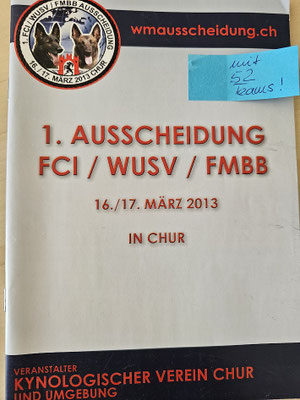 1. FCI / WUSV / FMBB AUSSCHEIDUNG
16. / 17. MÄRZ 2013 CHUR
wmausscheidung.ch
mit
52
teams!
1. AUSSCHEIDUNG
FCI / WUSV / FMBB
16./17. MÄRZ 2013
IN CHUR
VERANSTALTER
KYNOLOGISCHER VEREIN CHUR
UND UMGEBUNG